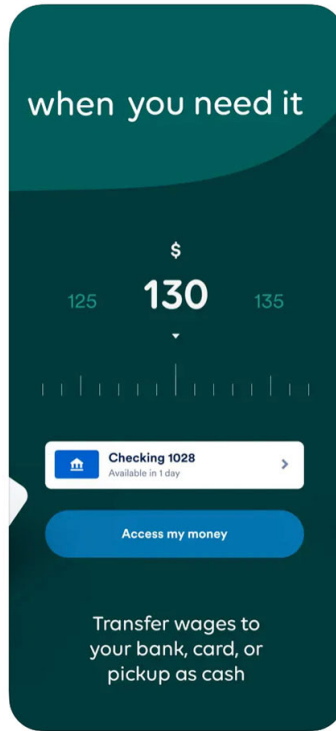 when you need it
$
125 130 135
Checking 1028
Available in 1 day
Access my money
Transfer wages to
your bank, card, or
pickup as cash